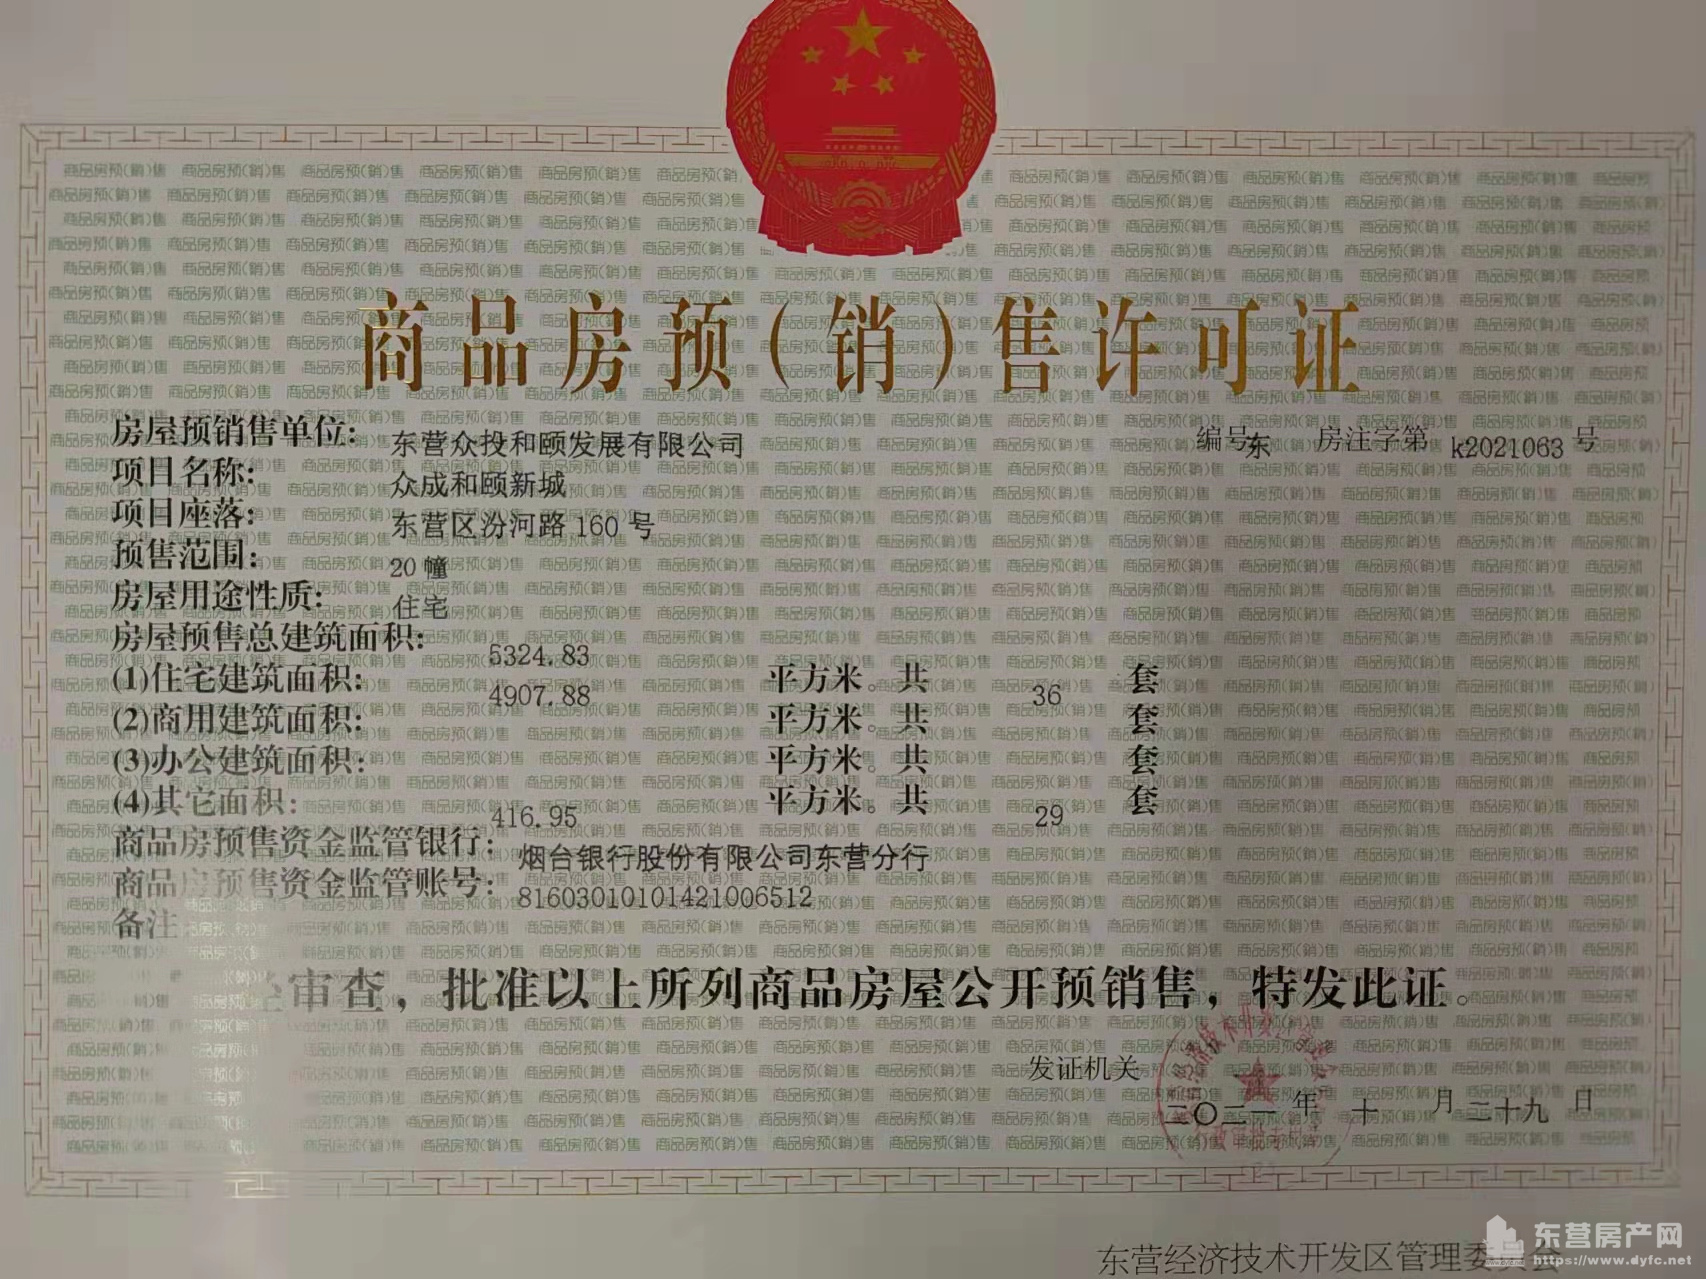 商品房预(销)售许可证
房屋预销售单位: 东营众投和颐发展有限公司 编号东 房注字第 k2021063 号
项目名称: 众成和颐新城
项目座落: 东营区汾河路160号
预售范围: 20幢
房屋用途性质: 住宅
房屋预售总建筑面积: 5324.83
(1)住宅建筑面积: 4907.88 平方米。共 36 套
(2)商用建筑面积: 平方米。共 套
(3)办公建筑面积: 平方米。共 套
(4)其它面积: 416.95 平方米。共 29 套
商品房预售资金监管银行: 烟台银行股份有限公司东营分行
商品房预售资金监管账号: 81603010101421006512
备注
审查，批准以上所列商品房屋公开预销售，特发此证。
发证机关
二〇二一 年 十 月 二十九 日
东营经济技术开发区管理委员会
东营房产网
https://www.dyfc.net